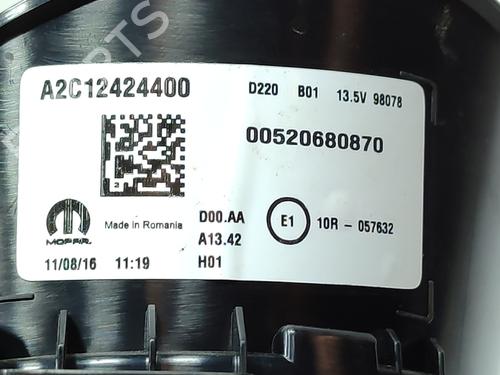 A2C12424400 D220 B01 13.5V 98078
00520680870
MOPAR. Made in Romania D00.AA E1 10R - 057632
A13.42
11/08/16 11:19 H01